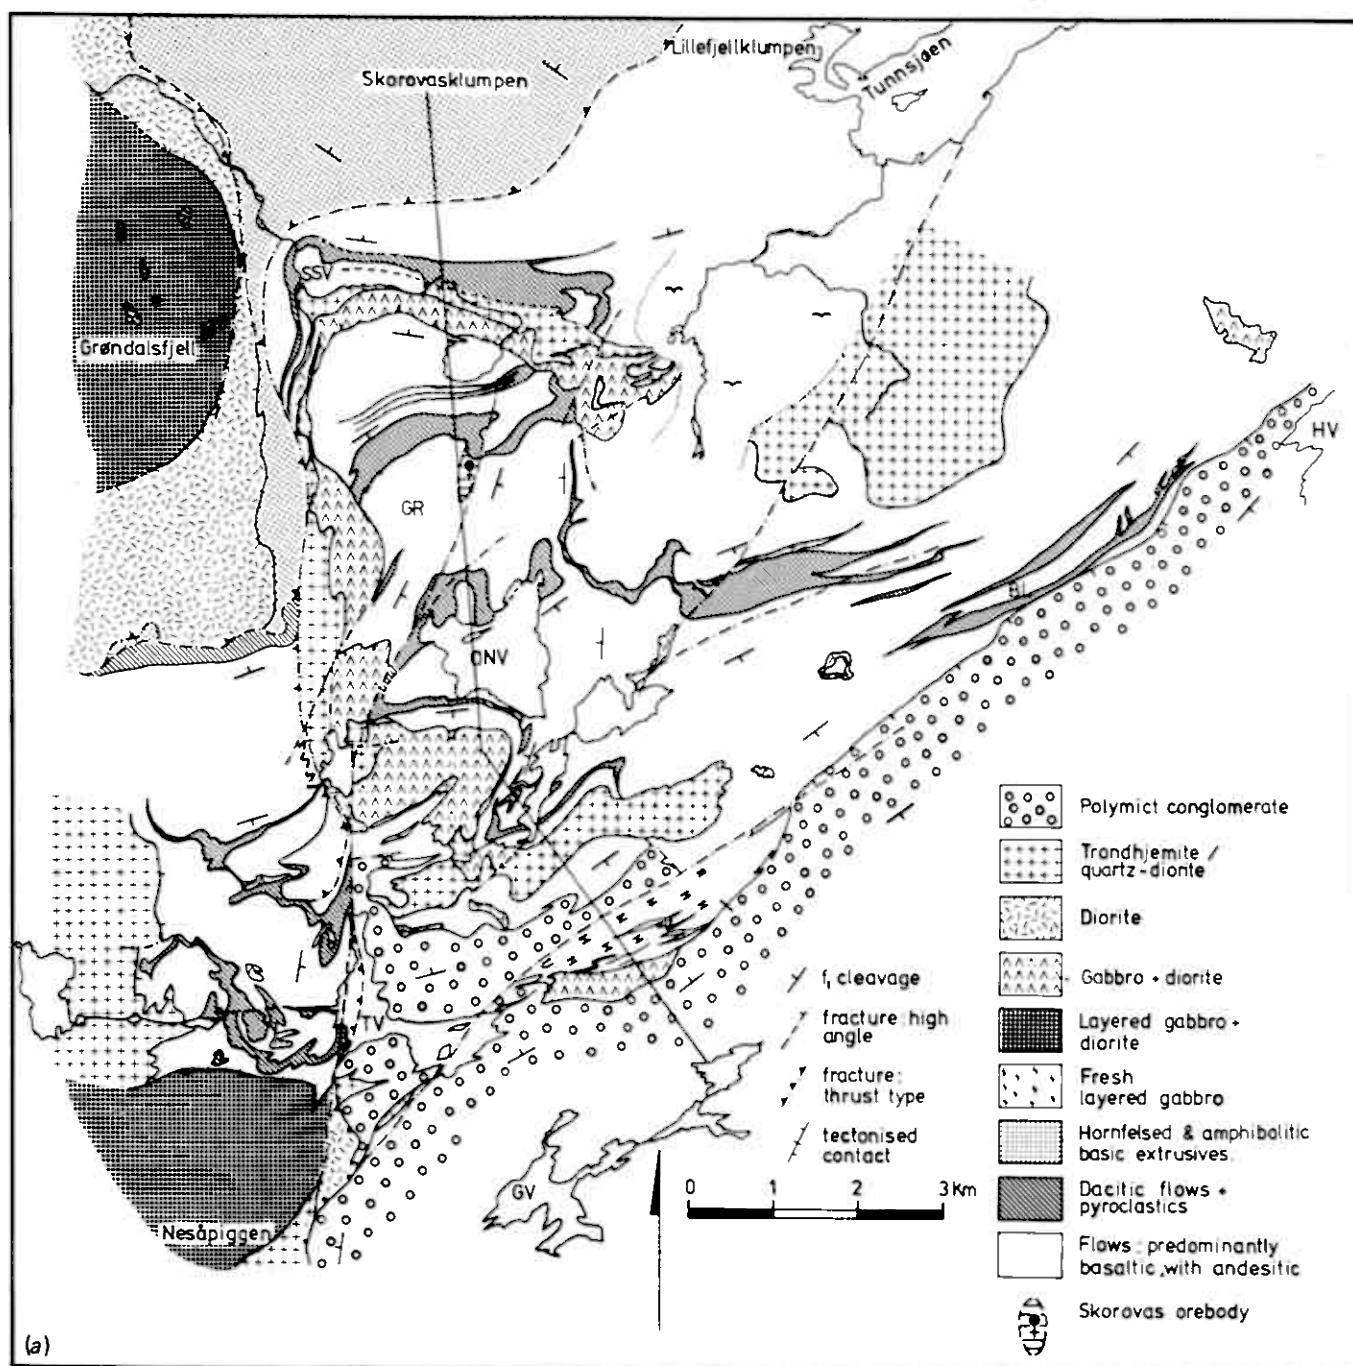 Lillefjellklumpen
Tunnsjøen
Skorovasklumpen
SSV
Grøndalsfjell
HV
GR
GNV
TV
GV
Nesåpiggen
f₁ cleavage
fracture: high
angle
fracture:
thrust type
tectonised
contact
0 1 2 3 Km
Polymict conglomerate
Trondhjemite /
quartz-diorite
Diorite
Gabbro + diorite
Layered gabbro +
diorite
Fresh
layered gabbro
Hornfelsed & amphibolitic
basic extrusives.
Dacitic flows +
pyroclastics
Flows: predominantly
basaltic, with andesitic
Skorovas orebody
(a)